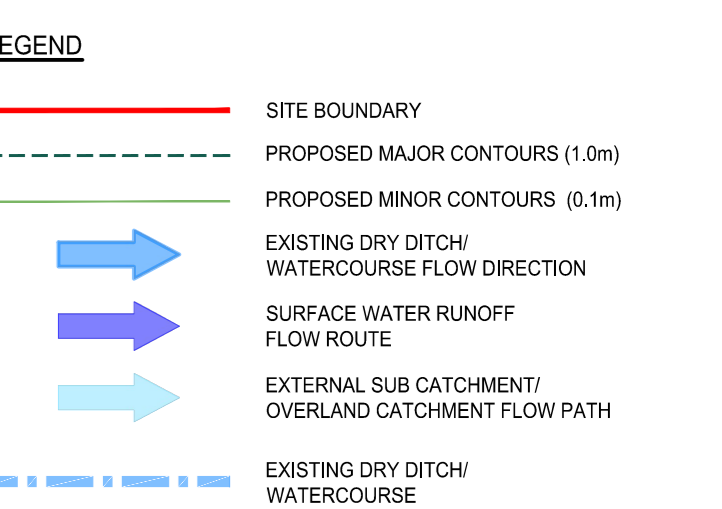 EGEND
SITE BOUNDARY
PROPOSED MAJOR CONTOURS (1.0m)
PROPOSED MINOR CONTOURS (0.1m)
EXISTING DRY DITCH/
WATERCOURSE FLOW DIRECTION
SURFACE WATER RUNOFF
FLOW ROUTE
EXTERNAL SUB CATCHMENT/
OVERLAND CATCHMENT FLOW PATH
EXISTING DRY DITCH/
WATERCOURSE